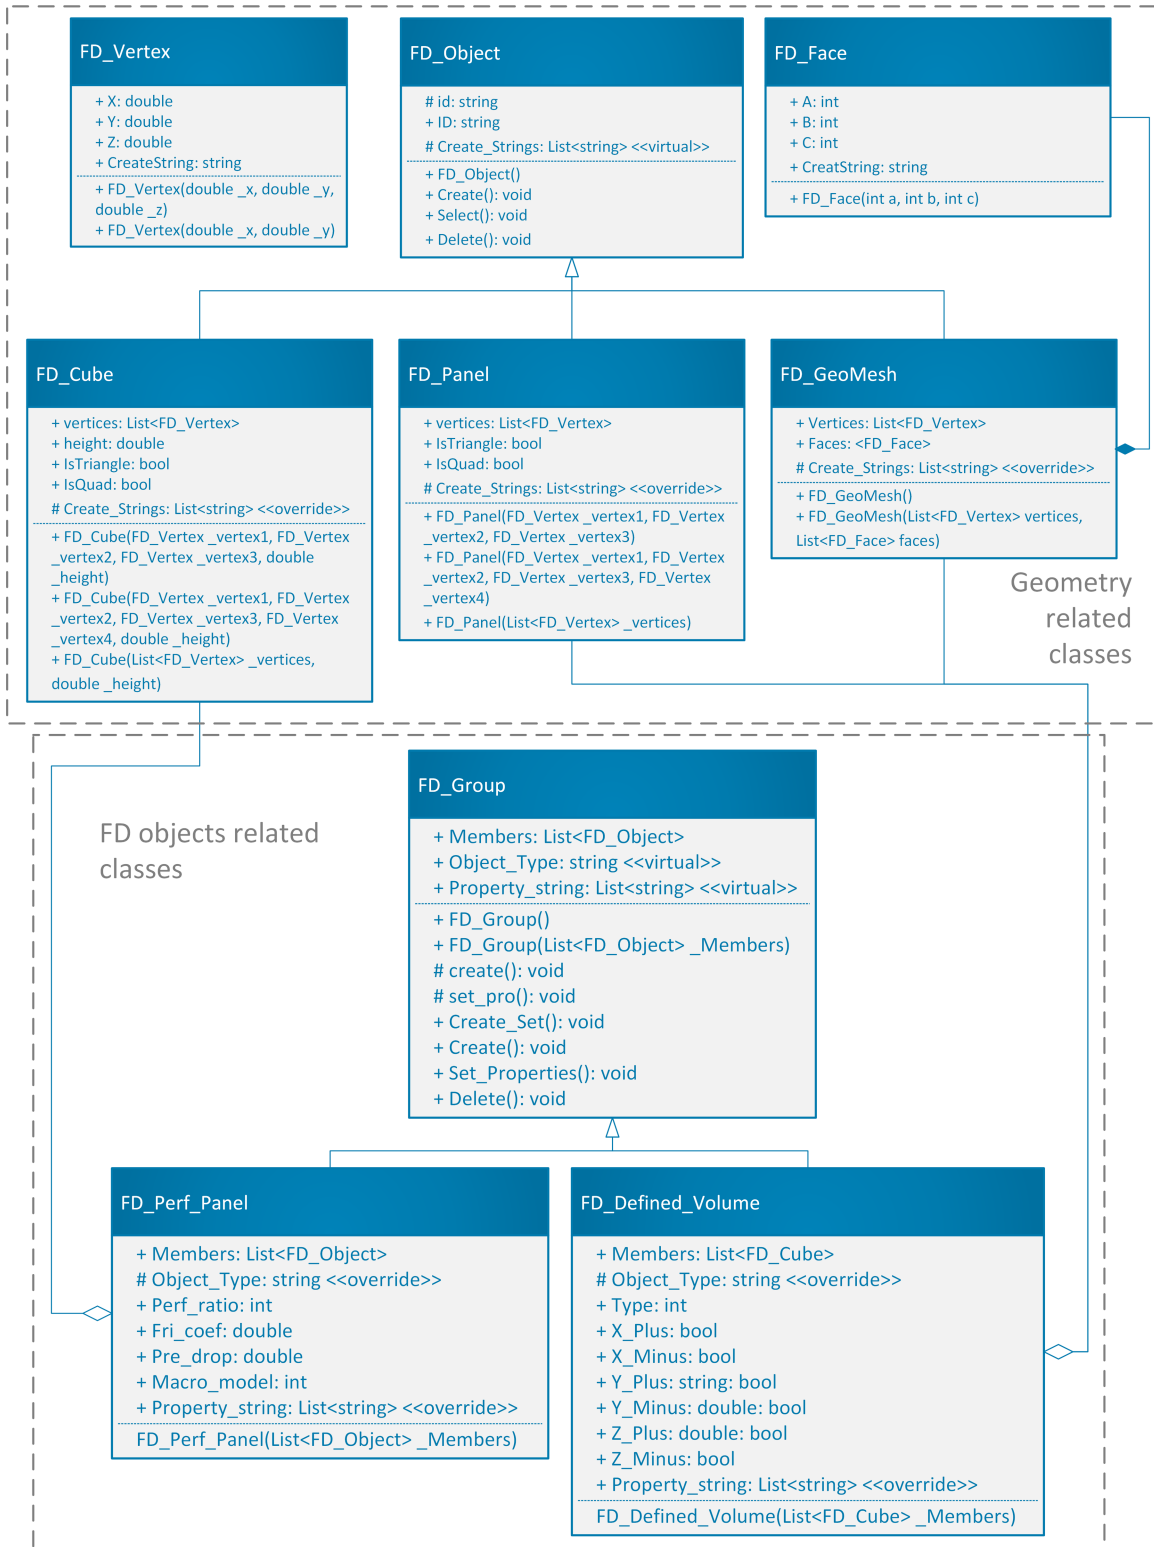 FD_Vertex
+ X: double
+ Y: double
+ Z: double
+ CreateString: string
+ FD_Vertex(double _x, double _y,
double _z)
+ FD_Vertex(double _x, double _y)
FD_Object
# id: string
+ ID: string
# Create_Strings: List<string> <<virtual>>
+ FD_Object()
+ Create(): void
+ Select(): void
+ Delete(): void
FD_Face
+ A: int
+ B: int
+ C: int
+ CreatString: string
+ FD_Face(int a, int b, int c)
FD_Cube
+ vertices: List<FD_Vertex>
+ height: double
+ IsTriangle: bool
+ IsQuad: bool
# Create_Strings: List<string> <<override>>
+ FD_Cube(FD_Vertex _vertex1, FD_Vertex
_vertex2, FD_Vertex _vertex3, double
_height)
+ FD_Cube(FD_Vertex _vertex1, FD_Vertex
_vertex2, FD_Vertex _vertex3, FD_Vertex
_vertex4, double _height)
+ FD_Cube(List<FD_Vertex> _vertices,
double _height)
FD_Panel
+ vertices: List<FD_Vertex>
+ IsTriangle: bool
+ IsQuad: bool
# Create_Strings: List<string> <<override>>
+ FD_Panel(FD_Vertex _vertex1, FD_Vertex
_vertex2, FD_Vertex _vertex3)
+ FD_Panel(FD_Vertex _vertex1, FD_Vertex
_vertex2, FD_Vertex _vertex3, FD_Vertex
_vertex4)
+ FD_Panel(List<FD_Vertex> _vertices)
FD_GeoMesh
+ Vertices: List<FD_Vertex>
+ Faces: <FD_Face>
# Create_Strings: List<string> <<override>>
+ FD_GeoMesh()
+ FD_GeoMesh(List<FD_Vertex> vertices,
List<FD_Face> faces)
Geometry
related
classes
FD objects related
classes
FD_Group
+ Members: List<FD_Object>
+ Object_Type: string <<virtual>>
+ Property_string: List<string> <<virtual>>
+ FD_Group()
+ FD_Group(List<FD_Object> _Members)
# create(): void
# set_pro(): void
+ Create_Set(): void
+ Create(): void
+ Set_Properties(): void
+ Delete(): void
FD_Perf_Panel
+ Members: List<FD_Object>
# Object_Type: string <<override>>
+ Perf_ratio: int
+ Fri_coef: double
+ Pre_drop: double
+ Macro_model: int
+ Property_string: List<string> <<override>>
FD_Perf_Panel(List<FD_Object> _Members)
FD_Defined_Volume
+ Members: List<FD_Cube>
# Object_Type: string <<override>>
+ Type: int
+ X_Plus: bool
+ X_Minus: bool
+ Y_Plus: string: bool
+ Y_Minus: double: bool
+ Z_Plus: double: bool
+ Z_Minus: bool
+ Property_string: List<string> <<override>>
FD_Defined_Volume(List<FD_Cube> _Members)